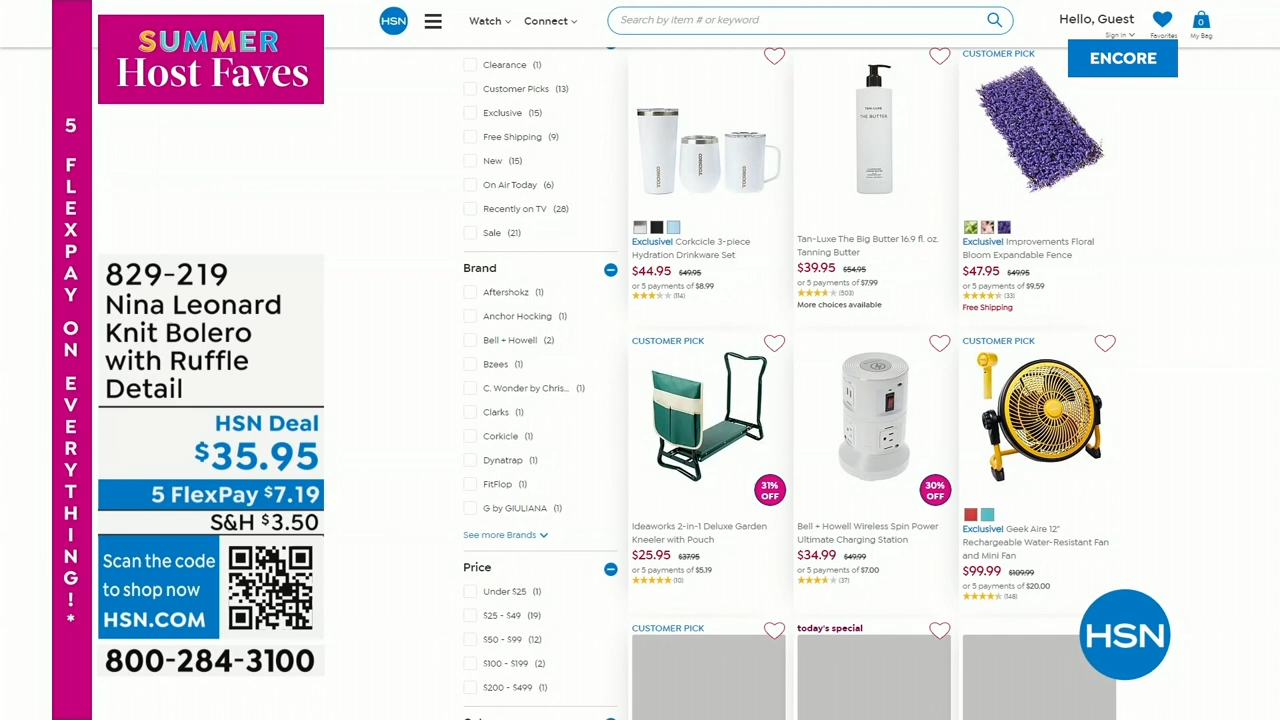 SUMMER
Host Faves
5 FLEXPAY ON EVERYTHING!*
829-219
Nina Leonard
Knit Bolero
with Ruffle
Detail
HSN Deal
$35.95
5 FlexPay $7.19
S&H $3.50
Scan the code
to shop now
HSN.COM
800-284-3100
HSN
Watch
Connect
Search by item # or keyword
Hello, Guest
Sign In
Favorites
0
My Bag
ENCORE
Clearance (1)
Customer Picks (13)
Exclusive (15)
Free Shipping (9)
New (15)
On Air Today (6)
Recently on TV (28)
Sale (21)
Brand
Aftershokz (1)
Anchor Hocking (1)
Bell + Howell (2)
Bzees (1)
C. Wonder by Chris... (1)
Clarks (1)
Corkicle (1)
Dynatrap (1)
FitFlop (1)
G by GIULIANA (1)
See more Brands
Price
Under $25 (1)
$25 - $49 (19)
$50 - $99 (12)
$100 - $199 (2)
$200 - $499 (1)
CORKCICLE
CORKCICLE
CORKCICLE
Exclusive! Corkcicle 3-piece
Hydration Drinkware Set
$44.95 $49.95
or 5 payments of $8.99
(114)
TAN-LUXE
THE BUTTER
Tan-Luxe The Big Butter 16.9 fl. oz.
Tanning Butter
$39.95 $54.95
or 5 payments of $7.99
(503)
More choices available
CUSTOMER PICK
Exclusive! Improvements Floral
Bloom Expandable Fence
$47.95 $49.95
or 5 payments of $9.59
(33)
Free Shipping
CUSTOMER PICK
31%
OFF
Ideaworks 2-in-1 Deluxe Garden
Kneeler with Pouch
$25.95 $37.95
or 5 payments of $5.19
(10)
30%
OFF
Bell + Howell Wireless Spin Power
Ultimate Charging Station
$34.99 $49.99
or 5 payments of $7.00
(37)
CUSTOMER PICK
Exclusive! Geek Aire 12"
Rechargeable Water-Resistant Fan
and Mini Fan
$99.99 $109.99
or 5 payments of $20.00
(148)
CUSTOMER PICK
today's special
HSN